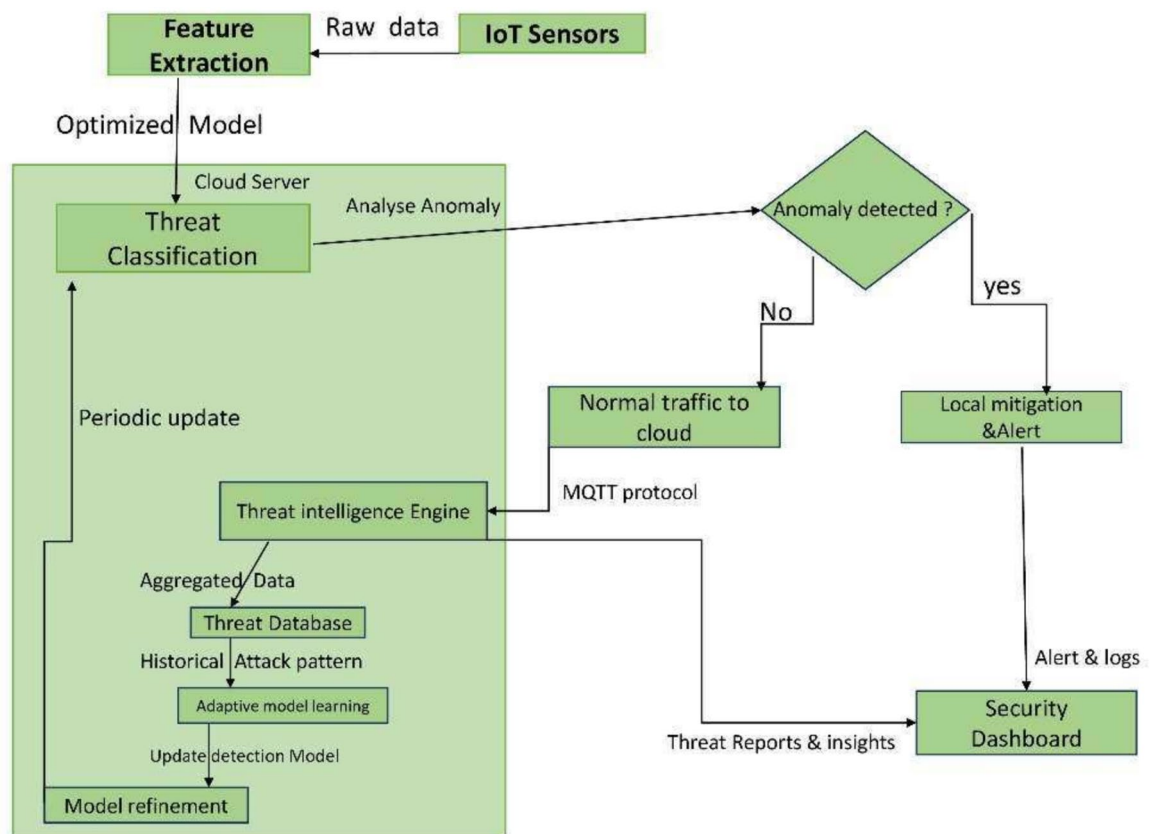 Feature
Extraction
Raw data
IoT Sensors
Optimized Model
Cloud Server
Threat
Classification
Analyse Anomaly
Anomaly detected ?
No
yes
Normal traffic to
cloud
Local mitigation
&Alert
Periodic update
MQTT protocol
Threat intelligence Engine
Aggregated Data
Threat Database
Historical Attack pattern
Adaptive model learning
Update detection Model
Model refinement
Alert & logs
Threat Reports & insights
Security
Dashboard